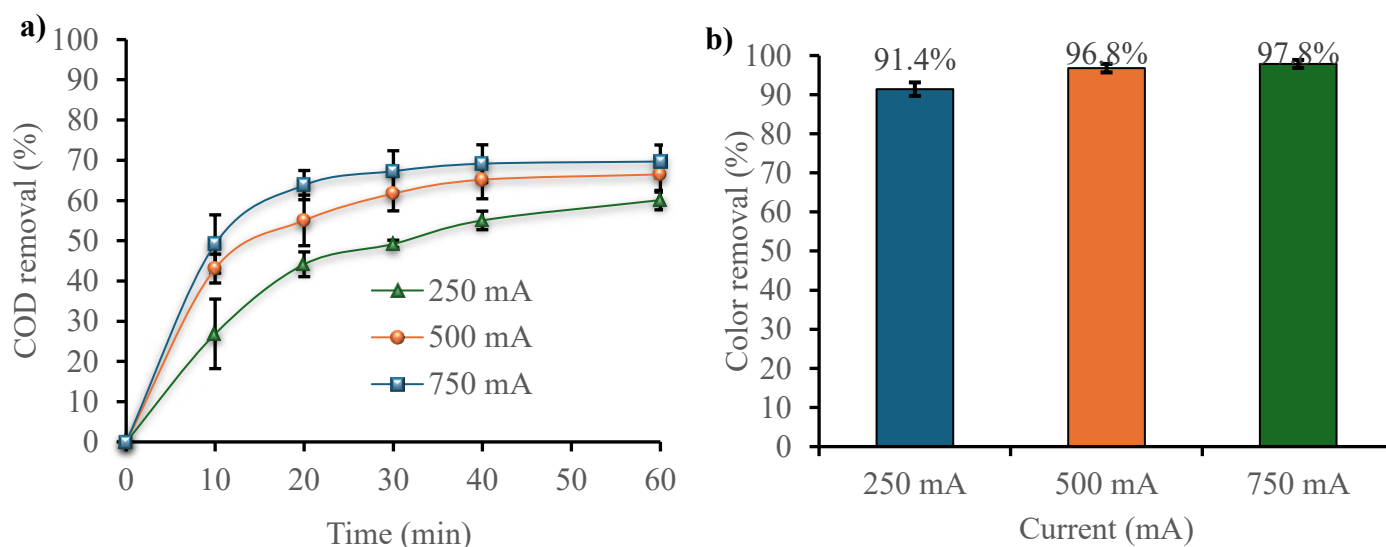 a)
COD removal (%)
100
90
80
70
60
50
40
30
20
10
0
250 mA
500 mA
750 mA
0 10 20 30 40 50 60
Time (min)
b)
Color removal (%)
100
90
80
70
60
50
40
30
20
10
0
91.4% 96.8% 97.8%
250 mA 500 mA 750 mA
Current (mA)